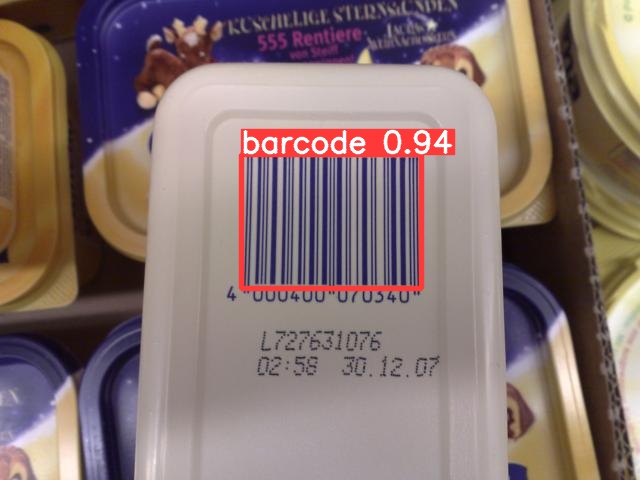 KUSCHELIGE STERNSTUNDEN
555 Rentiere
von Steiff
barcode 0.94
4 "000400"070340"
L727631076
02:58 30.12.07